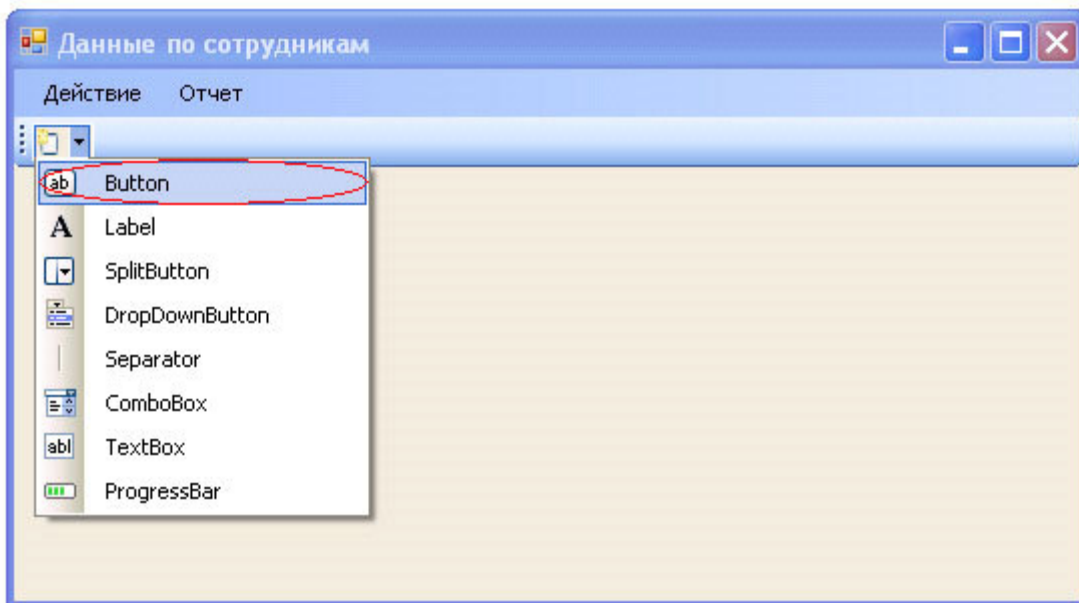 Данные по сотрудникам
Действие Отчет
ab Button
A Label
SplitButton
DropDownButton
Separator
ComboBox
abl TextBox
ProgressBar